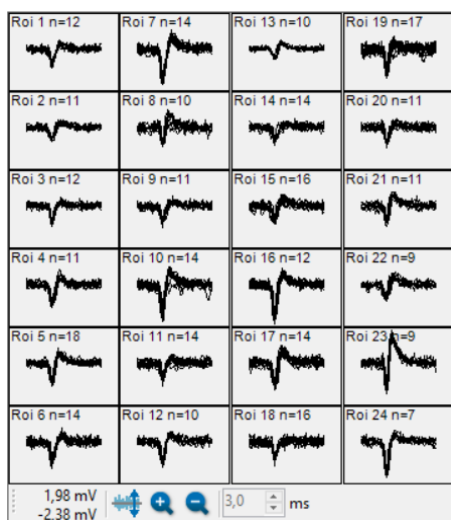 Roi 1 n=12 Roi 7 n=14 Roi 13 n=10 Roi 19 n=17
Roi 2 n=11 Roi 8 n=10 Roi 14 n=14 Roi 20 n=11
Roi 3 n=12 Roi 9 n=11 Roi 15 n=16 Roi 21 n=11
Roi 4 n=11 Roi 10 n=14 Roi 16 n=12 Roi 22 n=9
Roi 5 n=18 Roi 11 n=14 Roi 17 n=14 Roi 23 n=9
Roi 6 n=14 Roi 12 n=10 Roi 18 n=16 Roi 24 n=7
1,98 mV
-2,38 mV
3,0 ms